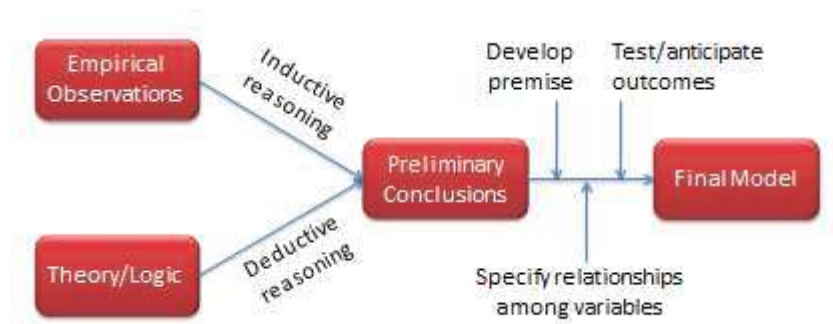 Empirical
Observations
Inductive
reasoning
Theory/Logic
Deductive
reasoning
Preliminary
Conclusions
Develop
premise
Test/anticipate
outcomes
Specify relationships
among variables
Final Model